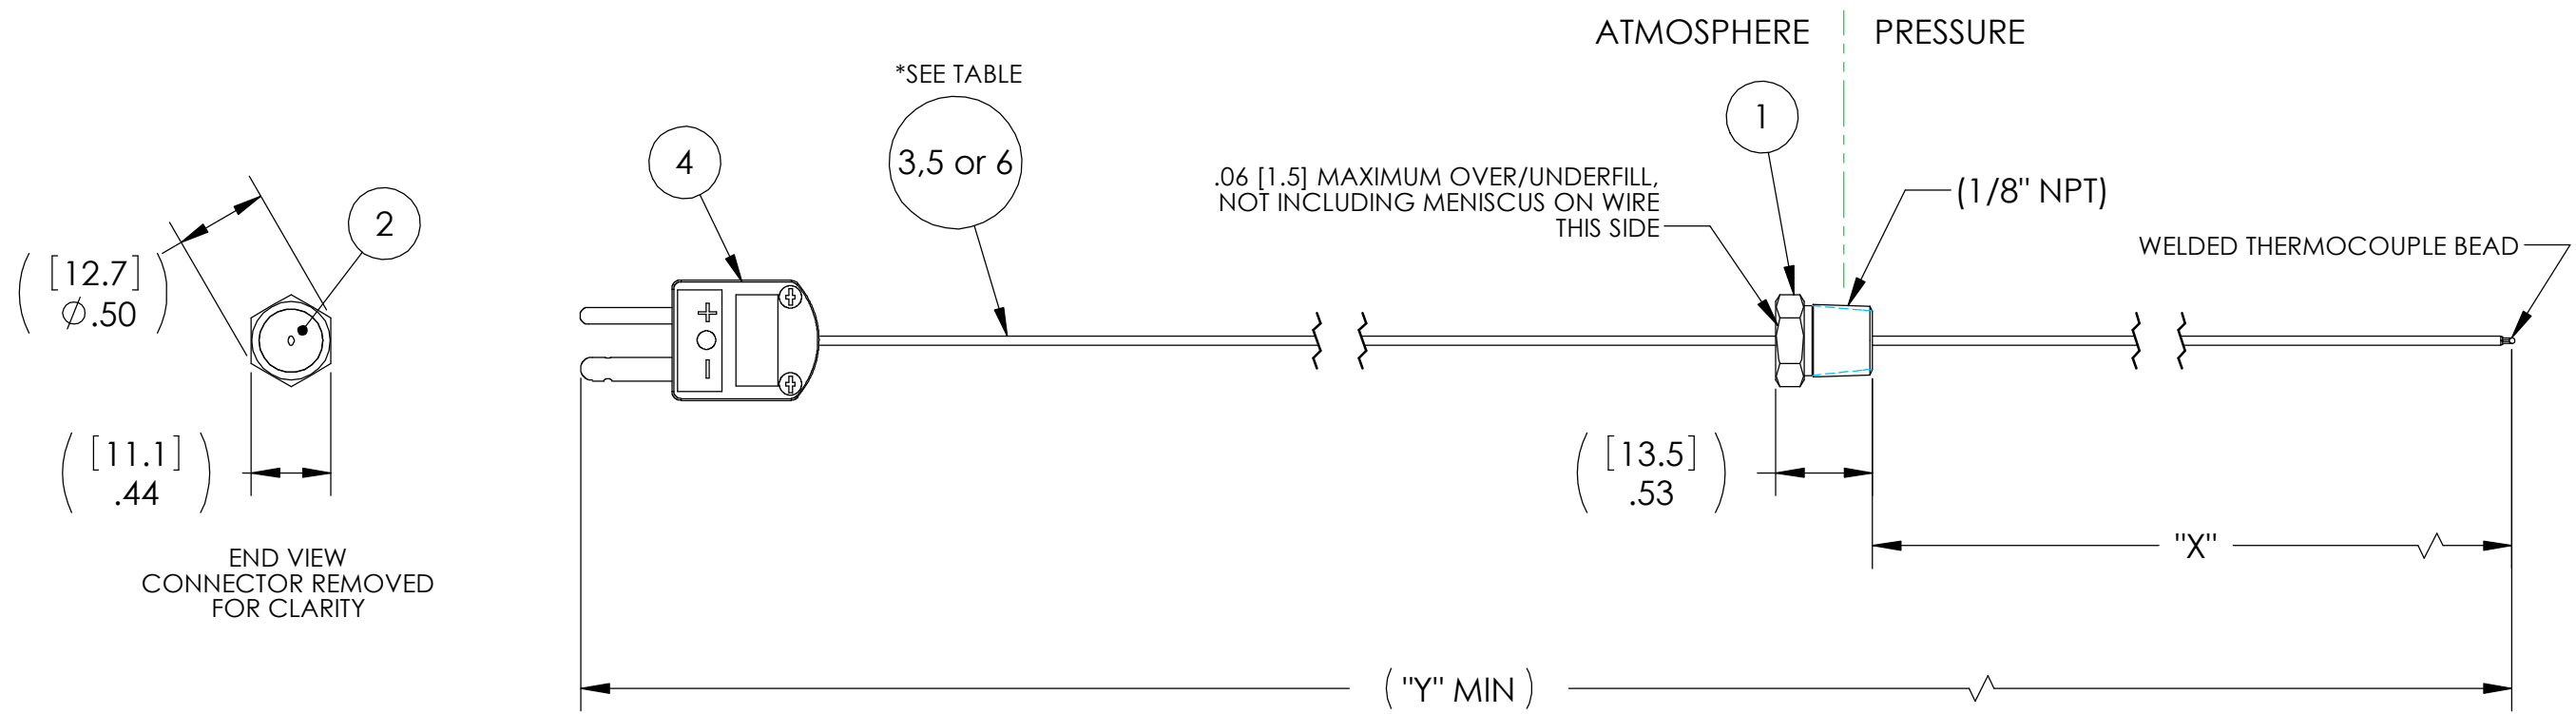 ATMOSPHERE
PRESSURE
*SEE TABLE
1
4
3,5 or 6
.06 [1.5] MAXIMUM OVER/UNDERFILL,
NOT INCLUDING MENISCUS ON WIRE
THIS SIDE
(1/8" NPT)
2
WELDED THERMOCOUPLE BEAD
([12.7]
∅.50)
+
−
([11.1]
.44)
([13.5]
.53)
END VIEW
CONNECTOR REMOVED
FOR CLARITY
"X"
("Y" MIN)